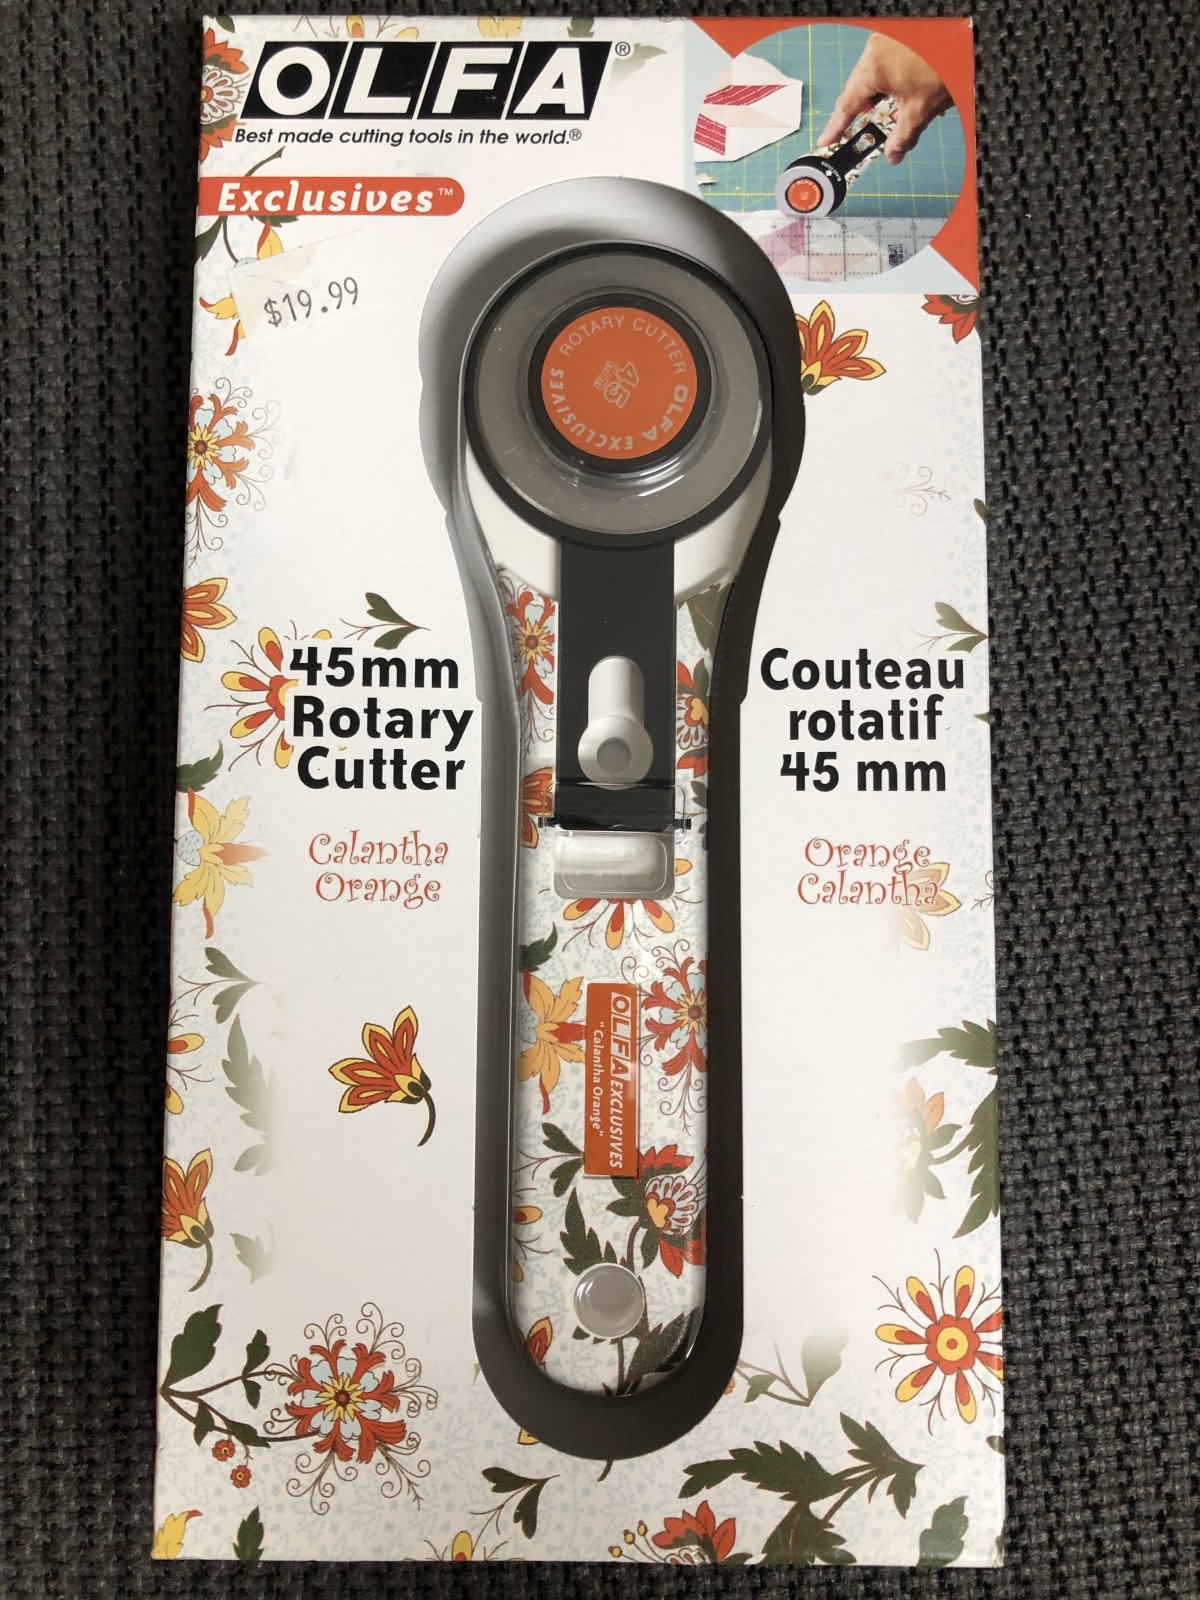 OLFA®
Best made cutting tools in the world.®
Exclusives™
$19.99
ROTARY CUTTER
45
mm
OLFA EXCLUSIVES
45mm
Rotary
Cutter
Calantha
Orange
Couteau
rotatif
45 mm
Orange
Calantha
OLFA EXCLUSIVES
"Calantha Orange"